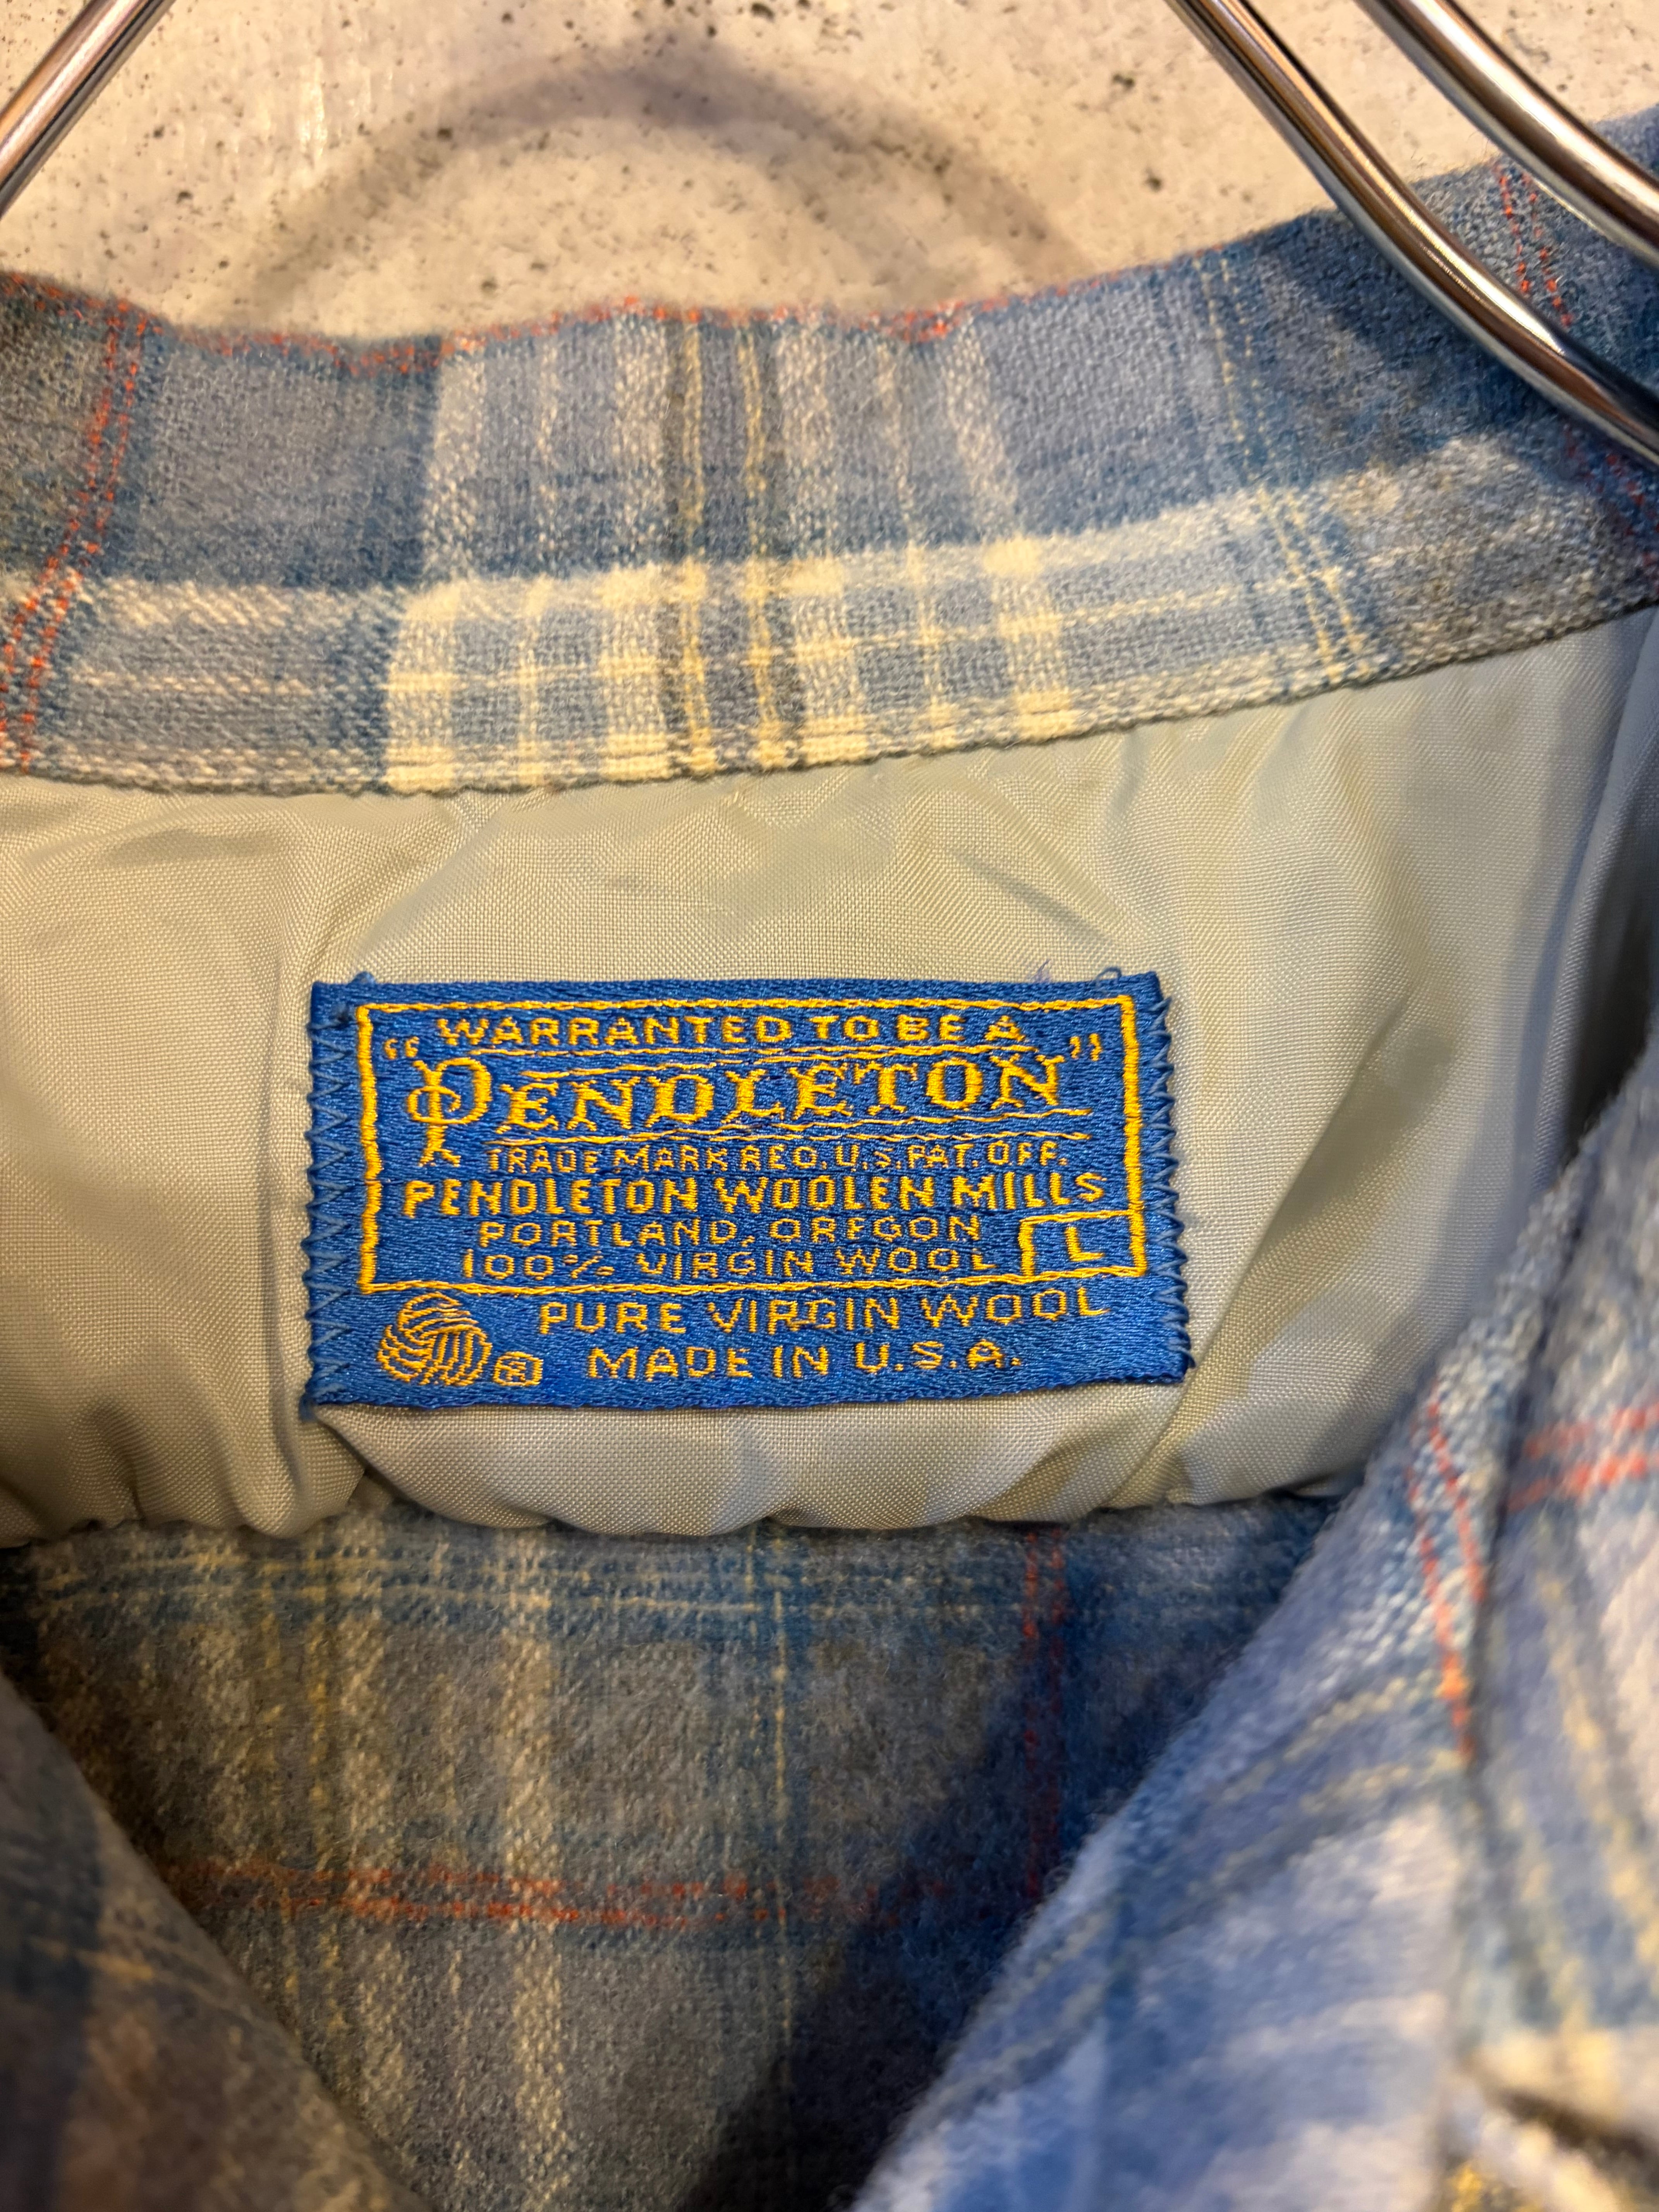 WARRANTED TO BE A
"PENDLETON"
TRADE MARK REG. U.S. PAT. OFF.
PENDLETON WOOLEN MILLS
PORTLAND, OREGON
100% VIRGIN WOOL L
PURE VIRGIN WOOL
® MADE IN U.S.A.